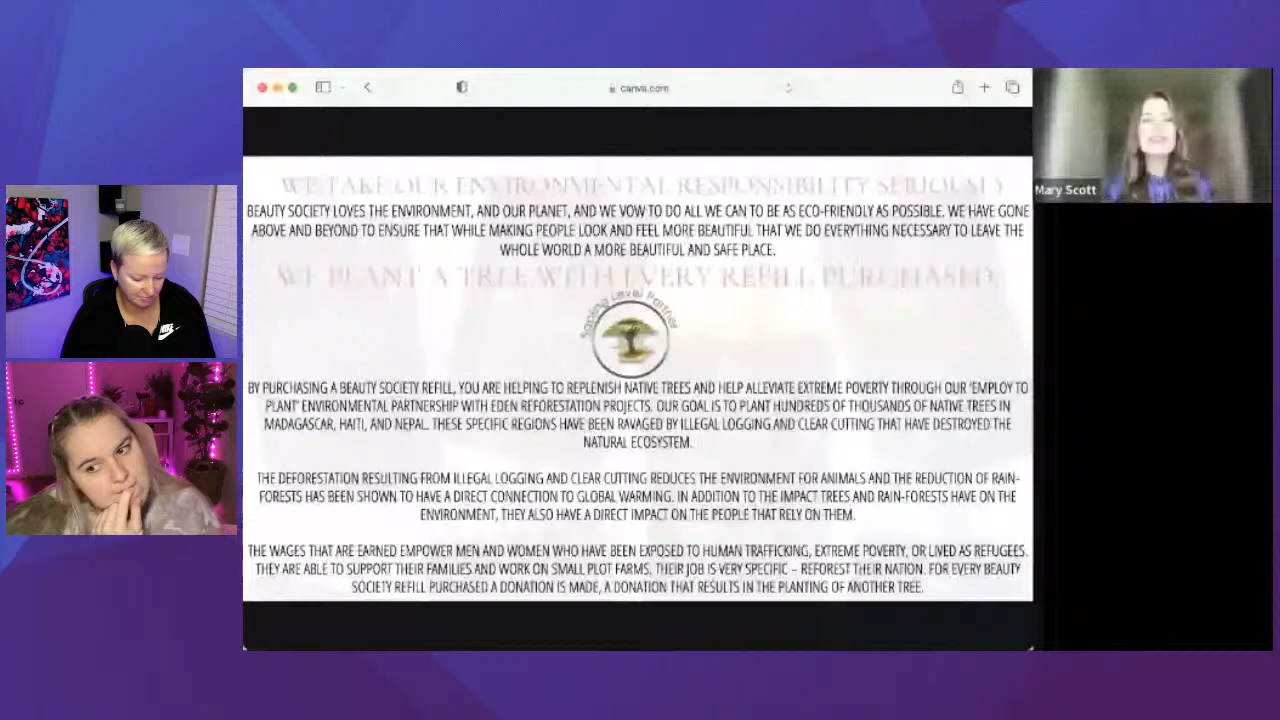 canva.com
WE TAKE OUR ENVIRONMENTAL RESPONSIBILITY SERIOUSLY
BEAUTY SOCIETY LOVES THE ENVIRONMENT, AND OUR PLANET, AND WE VOW TO DO ALL WE CAN TO BE AS ECO-FRIENDLY AS POSSIBLE. WE HAVE GONE
ABOVE AND BEYOND TO ENSURE THAT WHILE MAKING PEOPLE LOOK AND FEEL MORE BEAUTIFUL THAT WE DO EVERYTHING NECESSARY TO LEAVE THE
WHOLE WORLD A MORE BEAUTIFUL AND SAFE PLACE.
WE PLANT A TREE WITH EVERY REFILL PURCHASED.
Sapling Level Partner
BY PURCHASING A BEAUTY SOCIETY REFILL, YOU ARE HELPING TO REPLENISH NATIVE TREES AND HELP ALLEVIATE EXTREME POVERTY THROUGH OUR 'EMPLOY TO
PLANT' ENVIRONMENTAL PARTNERSHIP WITH EDEN REFORESTATION PROJECTS. OUR GOAL IS TO PLANT HUNDREDS OF THOUSANDS OF NATIVE TREES IN
MADAGASCAR, HAITI, AND NEPAL. THESE SPECIFIC REGIONS HAVE BEEN RAVAGED BY ILLEGAL LOGGING AND CLEAR CUTTING THAT HAVE DESTROYED THE
NATURAL ECOSYSTEM.
THE DEFORESTATION RESULTING FROM ILLEGAL LOGGING AND CLEAR CUTTING REDUCES THE ENVIRONMENT FOR ANIMALS AND THE REDUCTION OF RAIN-
FORESTS HAS BEEN SHOWN TO HAVE A DIRECT CONNECTION TO GLOBAL WARMING. IN ADDITION TO THE IMPACT TREES AND RAIN-FORESTS HAVE ON THE
ENVIRONMENT, THEY ALSO HAVE A DIRECT IMPACT ON THE PEOPLE THAT RELY ON THEM.
THE WAGES THAT ARE EARNED EMPOWER MEN AND WOMEN WHO HAVE BEEN EXPOSED TO HUMAN TRAFFICKING, EXTREME POVERTY, OR LIVED AS REFUGEES.
THEY ARE ABLE TO SUPPORT THEIR FAMILIES AND WORK ON SMALL PLOT FARMS. THEIR JOB IS VERY SPECIFIC – REFOREST THEIR NATION. FOR EVERY BEAUTY
SOCIETY REFILL PURCHASED A DONATION IS MADE, A DONATION THAT RESULTS IN THE PLANTING OF ANOTHER TREE.
Mary Scott
NIKE